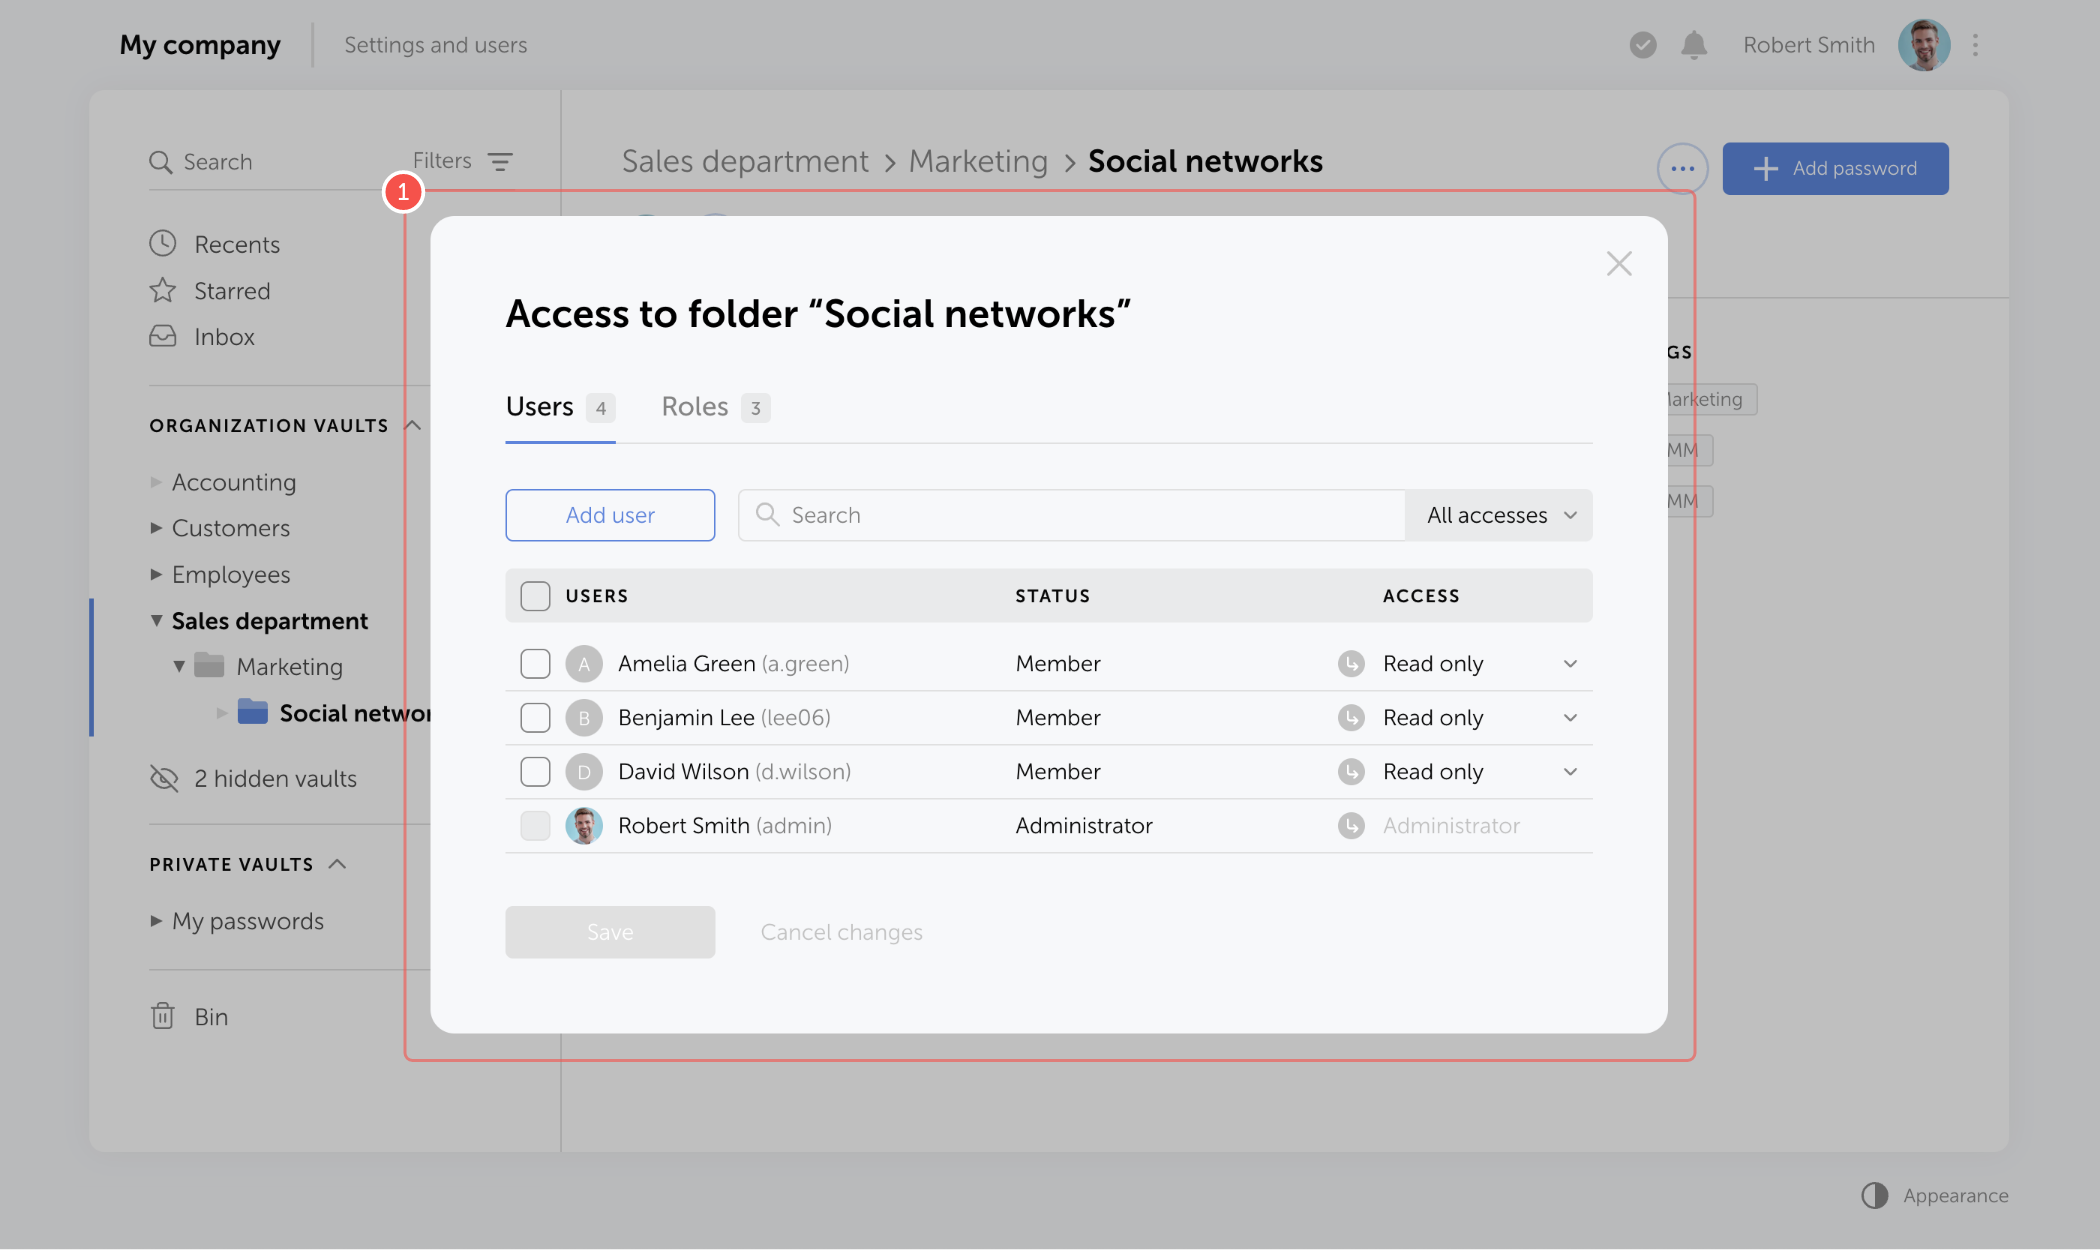 My company
Settings and users
Robert Smith
Search
Filters
Sales department > Marketing > Social networks
Add password
1
Recents
Starred
Inbox
ORGANIZATION VAULTS
Accounting
Customers
Employees
Sales department
Marketing
Social networ
2 hidden vaults
PRIVATE VAULTS
My passwords
Bin
Access to folder “Social networks”
Users 4
Roles 3
Add user
Search
All accesses
USERS STATUS ACCESS
A Amelia Green (a.green) Member Read only
B Benjamin Lee (lee06) Member Read only
D David Wilson (d.wilson) Member Read only
Robert Smith (admin) Administrator Administrator
Save
Cancel changes
GS
arketing
MM
MM
Appearance